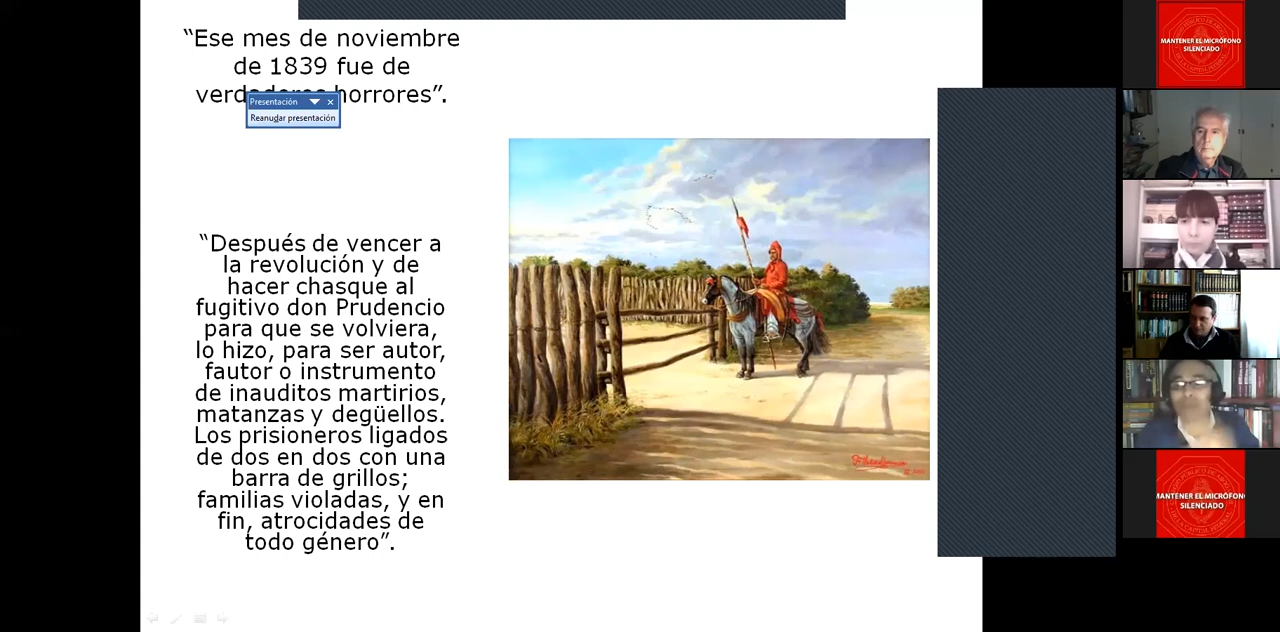 “Ese mes de noviembre
de 1839 fue de
horrores”.
Presentación
Reanudar presentación
“Después de vencer a
la revolución y de
hacer chasque al
fugitivo don Prudencio
para que se volviera,
lo hizo, para ser autor,
fautor o instrumento
de inauditos martirios,
matanzas y degüellos.
Los prisioneros ligados
de dos en dos con una
barra de grillos;
familias violadas, y en
fin, atrocidades de
todo género”.
MANTENER EL MICRÓFONO
SILENCIADO
MANTENER EL MICRÓFONO
SILENCIADO